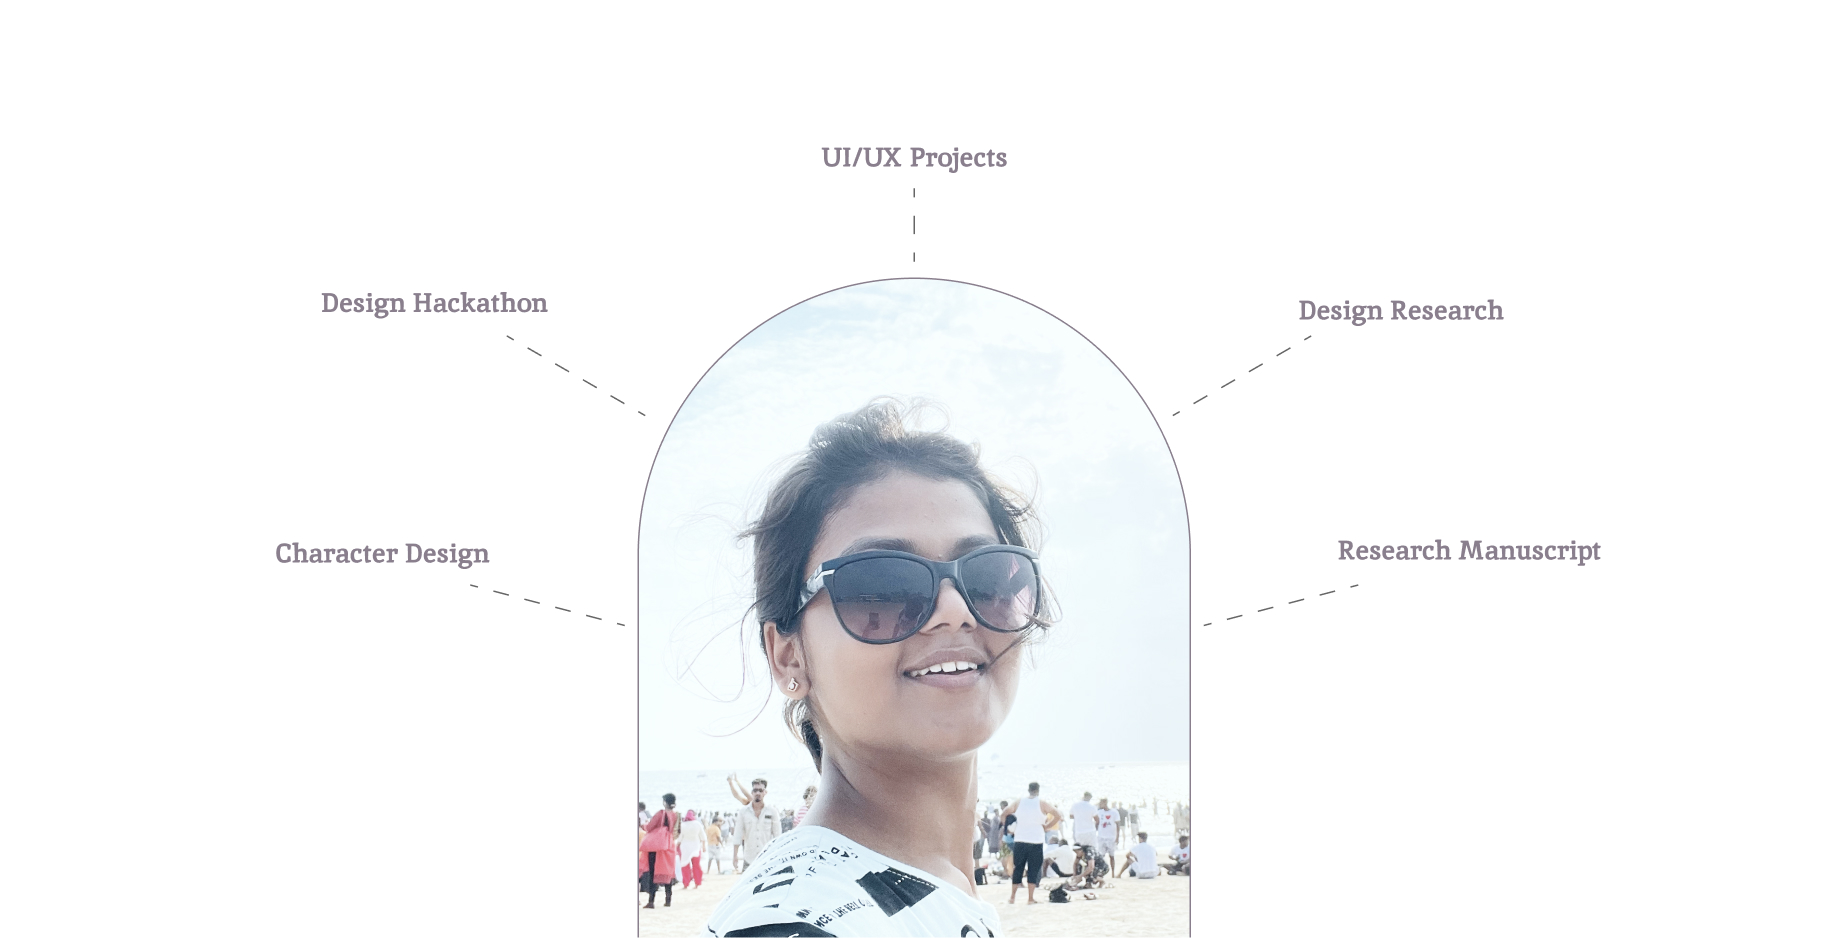 UI/UX Projects
Design Hackathon
Design Research
Character Design
Research Manuscript